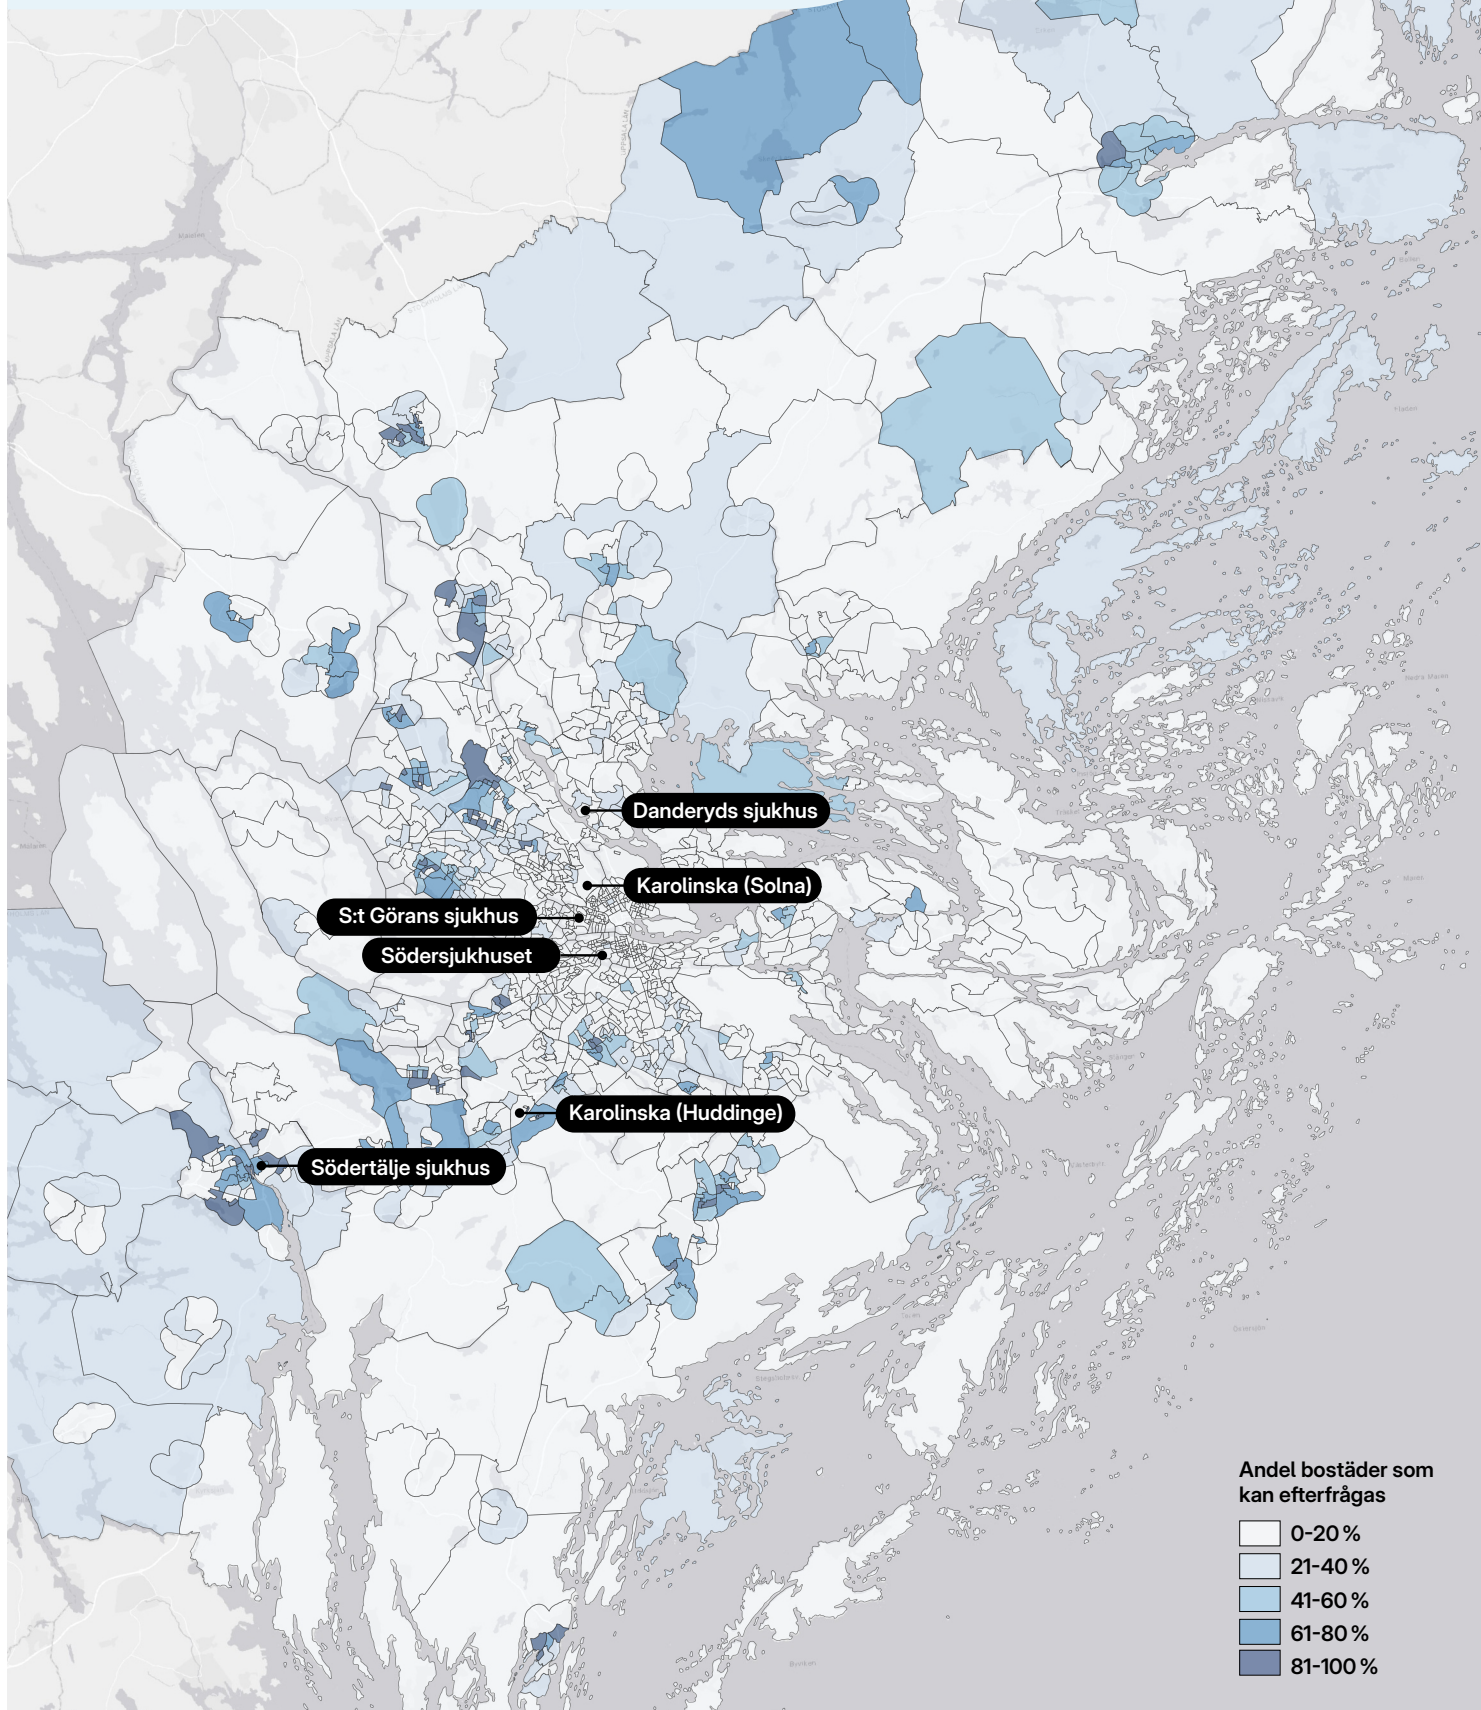 Danderyds sjukhus
Karolinska (Solna)
S:t Görans sjukhus
Södersjukhuset
Karolinska (Huddinge)
Södertälje sjukhus
Andel bostäder som
kan efterfrågas
0-20 %
21-40 %
41-60 %
61-80 %
81-100 %